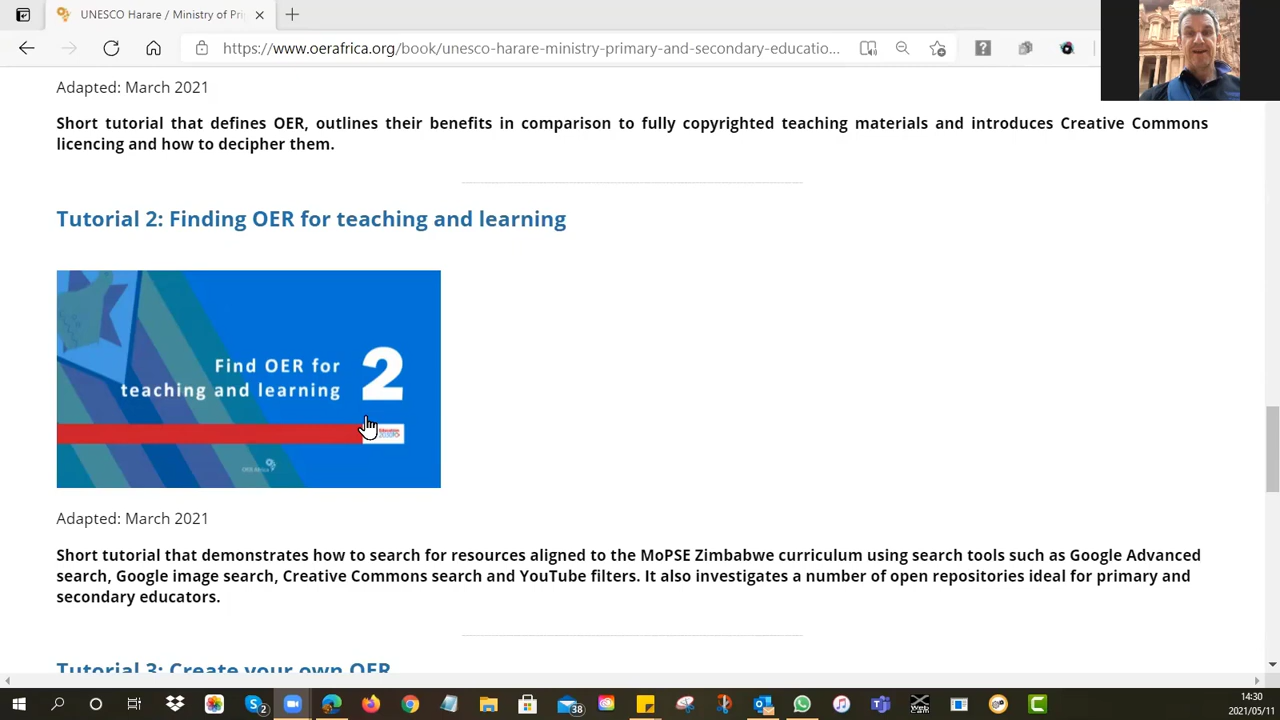 UNESCO Harare / Ministry of Pri
https://www.oerafrica.org/book/unesco-harare-ministry-primary-and-secondary-educatio...
Adapted: March 2021
Short tutorial that defines OER, outlines their benefits in comparison to fully copyrighted teaching materials and introduces Creative Commons
licencing and how to decipher them.
Tutorial 2: Finding OER for teaching and learning
Find OER for
teaching and learning
2
OER Africa
Adapted: March 2021
Short tutorial that demonstrates how to search for resources aligned to the MoPSE Zimbabwe curriculum using search tools such as Google Advanced
search, Google image search, Creative Commons search and YouTube filters. It also investigates a number of open repositories ideal for primary and
secondary educators.
Tutorial 3: Create your own OER
2
38
14:30
2021/05/11